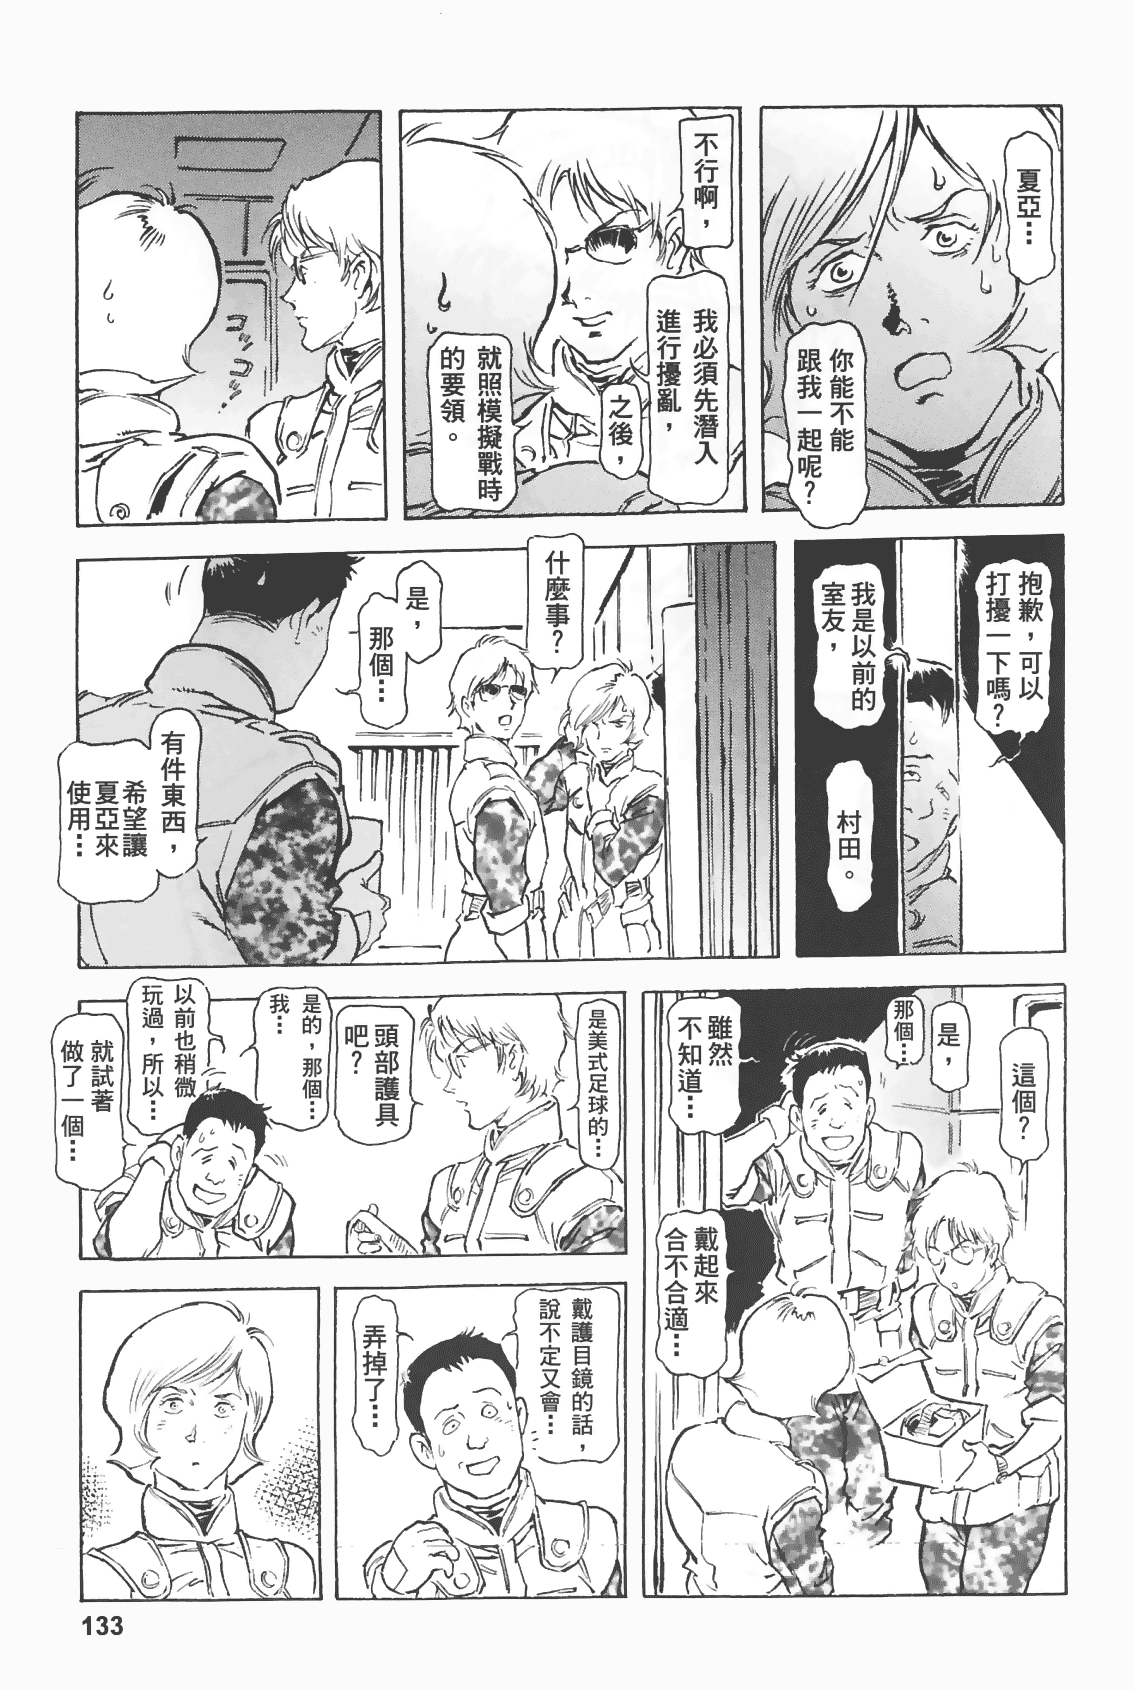 夏亞…
你能不能
跟我一起呢?
不行啊，
我必須先潛入
進行擾亂，
之後，
就照模擬戰時
的要領。
コツ
コツ
抱歉，可以
打擾一下嗎?
我是以前的
室友，
村田。
什麼事?
是，
那個…
有件東西，
希望讓
夏亞來
使用…
這個?
是，
那個…
雖然
不知道…
戴起來
合不合適…
是美式足球的…
頭部護具
吧?
是的，那個…
我…
以前也稍微
玩過，所以…
就試著
做了一個…
戴護目鏡的話，
說不定又會…
弄掉了…
133